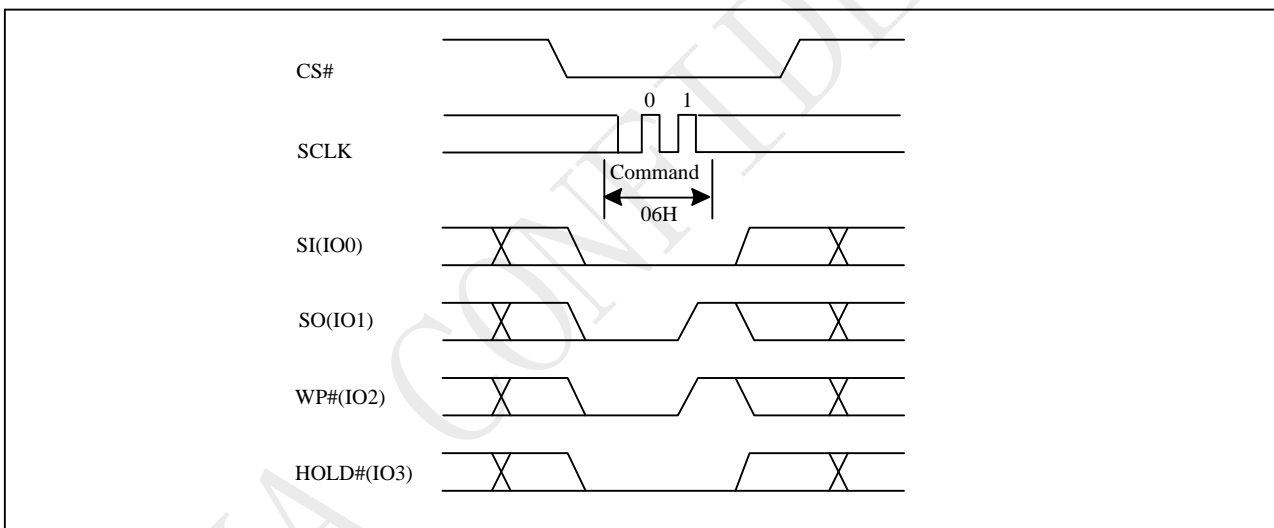 CS#
0 1
SCLK
Command
06H
SI(IO0)
SO(IO1)
WP#(IO2)
HOLD#(IO3)